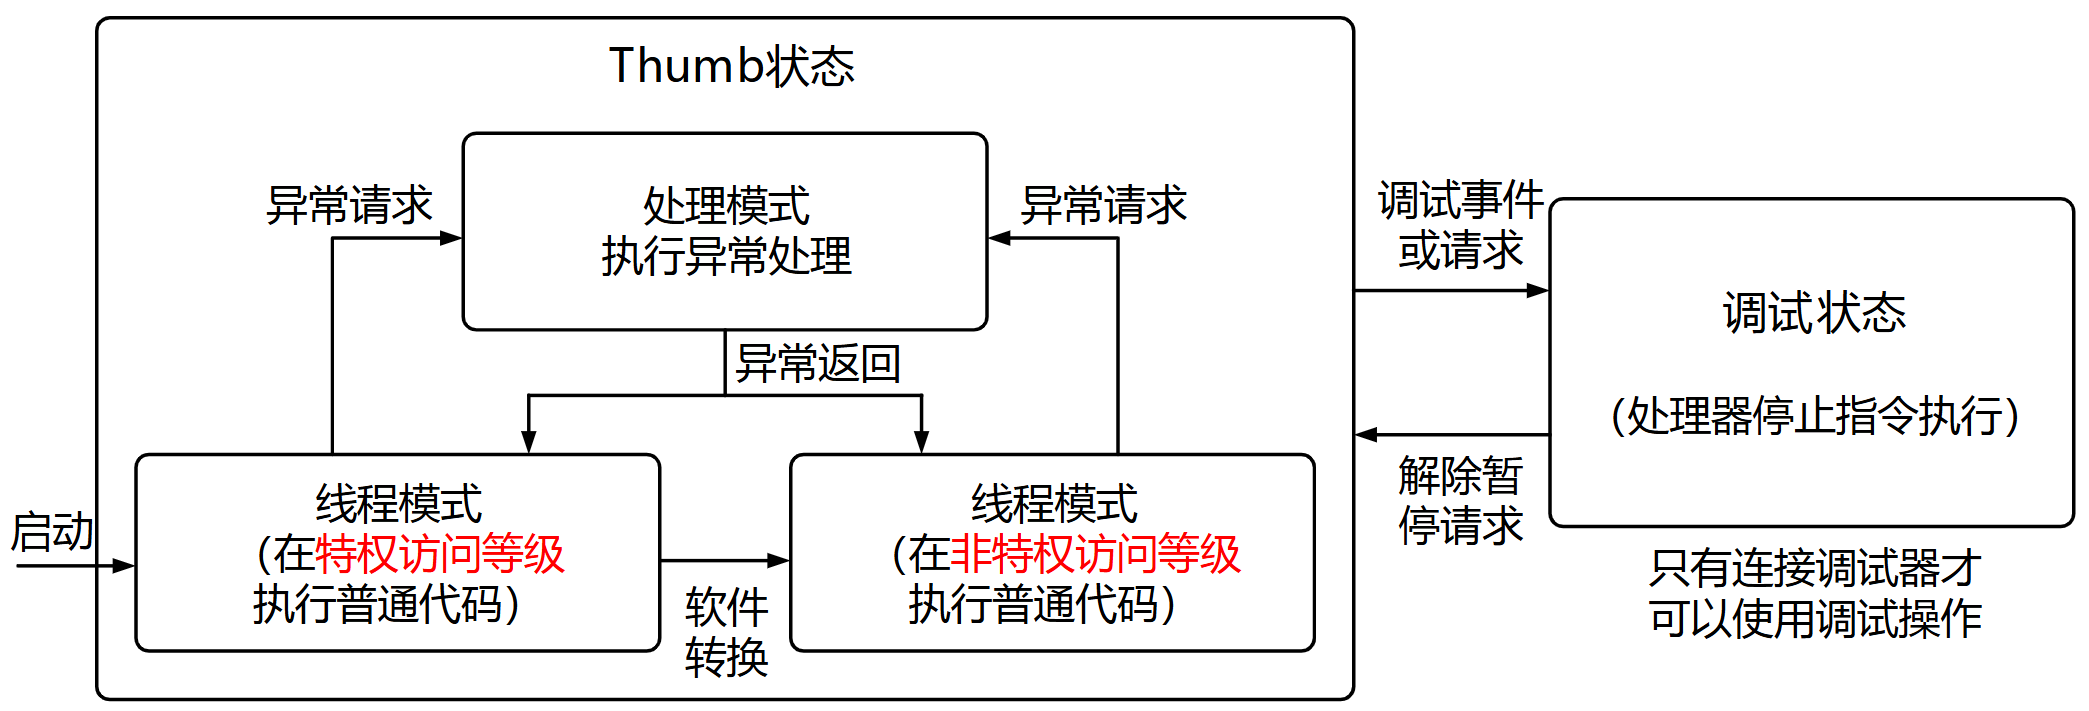 Thumb状态
异常请求
处理模式
执行异常处理
异常请求
异常返回
启动
线程模式
(在特权访问等级
执行普通代码)
软件
转换
线程模式
(在非特权访问等级
执行普通代码)
调试事件
或请求
解除暂
停请求
调试状态
(处理器停止指令执行)
只有连接调试器才
可以使用调试操作